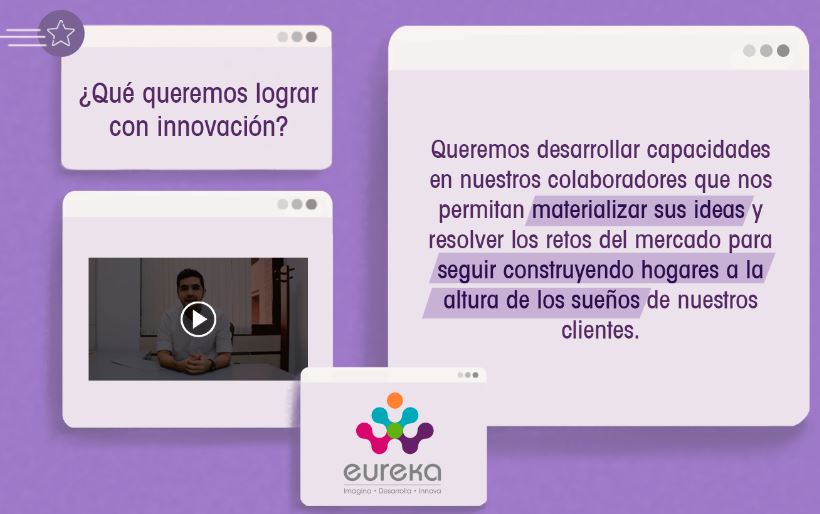 ¿Qué queremos lograr
con innovación?
Queremos desarrollar capacidades
en nuestros colaboradores que nos
permitan materializar sus ideas y
resolver los retos del mercado para
seguir construyendo hogares a la
altura de los sueños de nuestros
clientes.
eureka
Imagina • Desarrolla • Innova